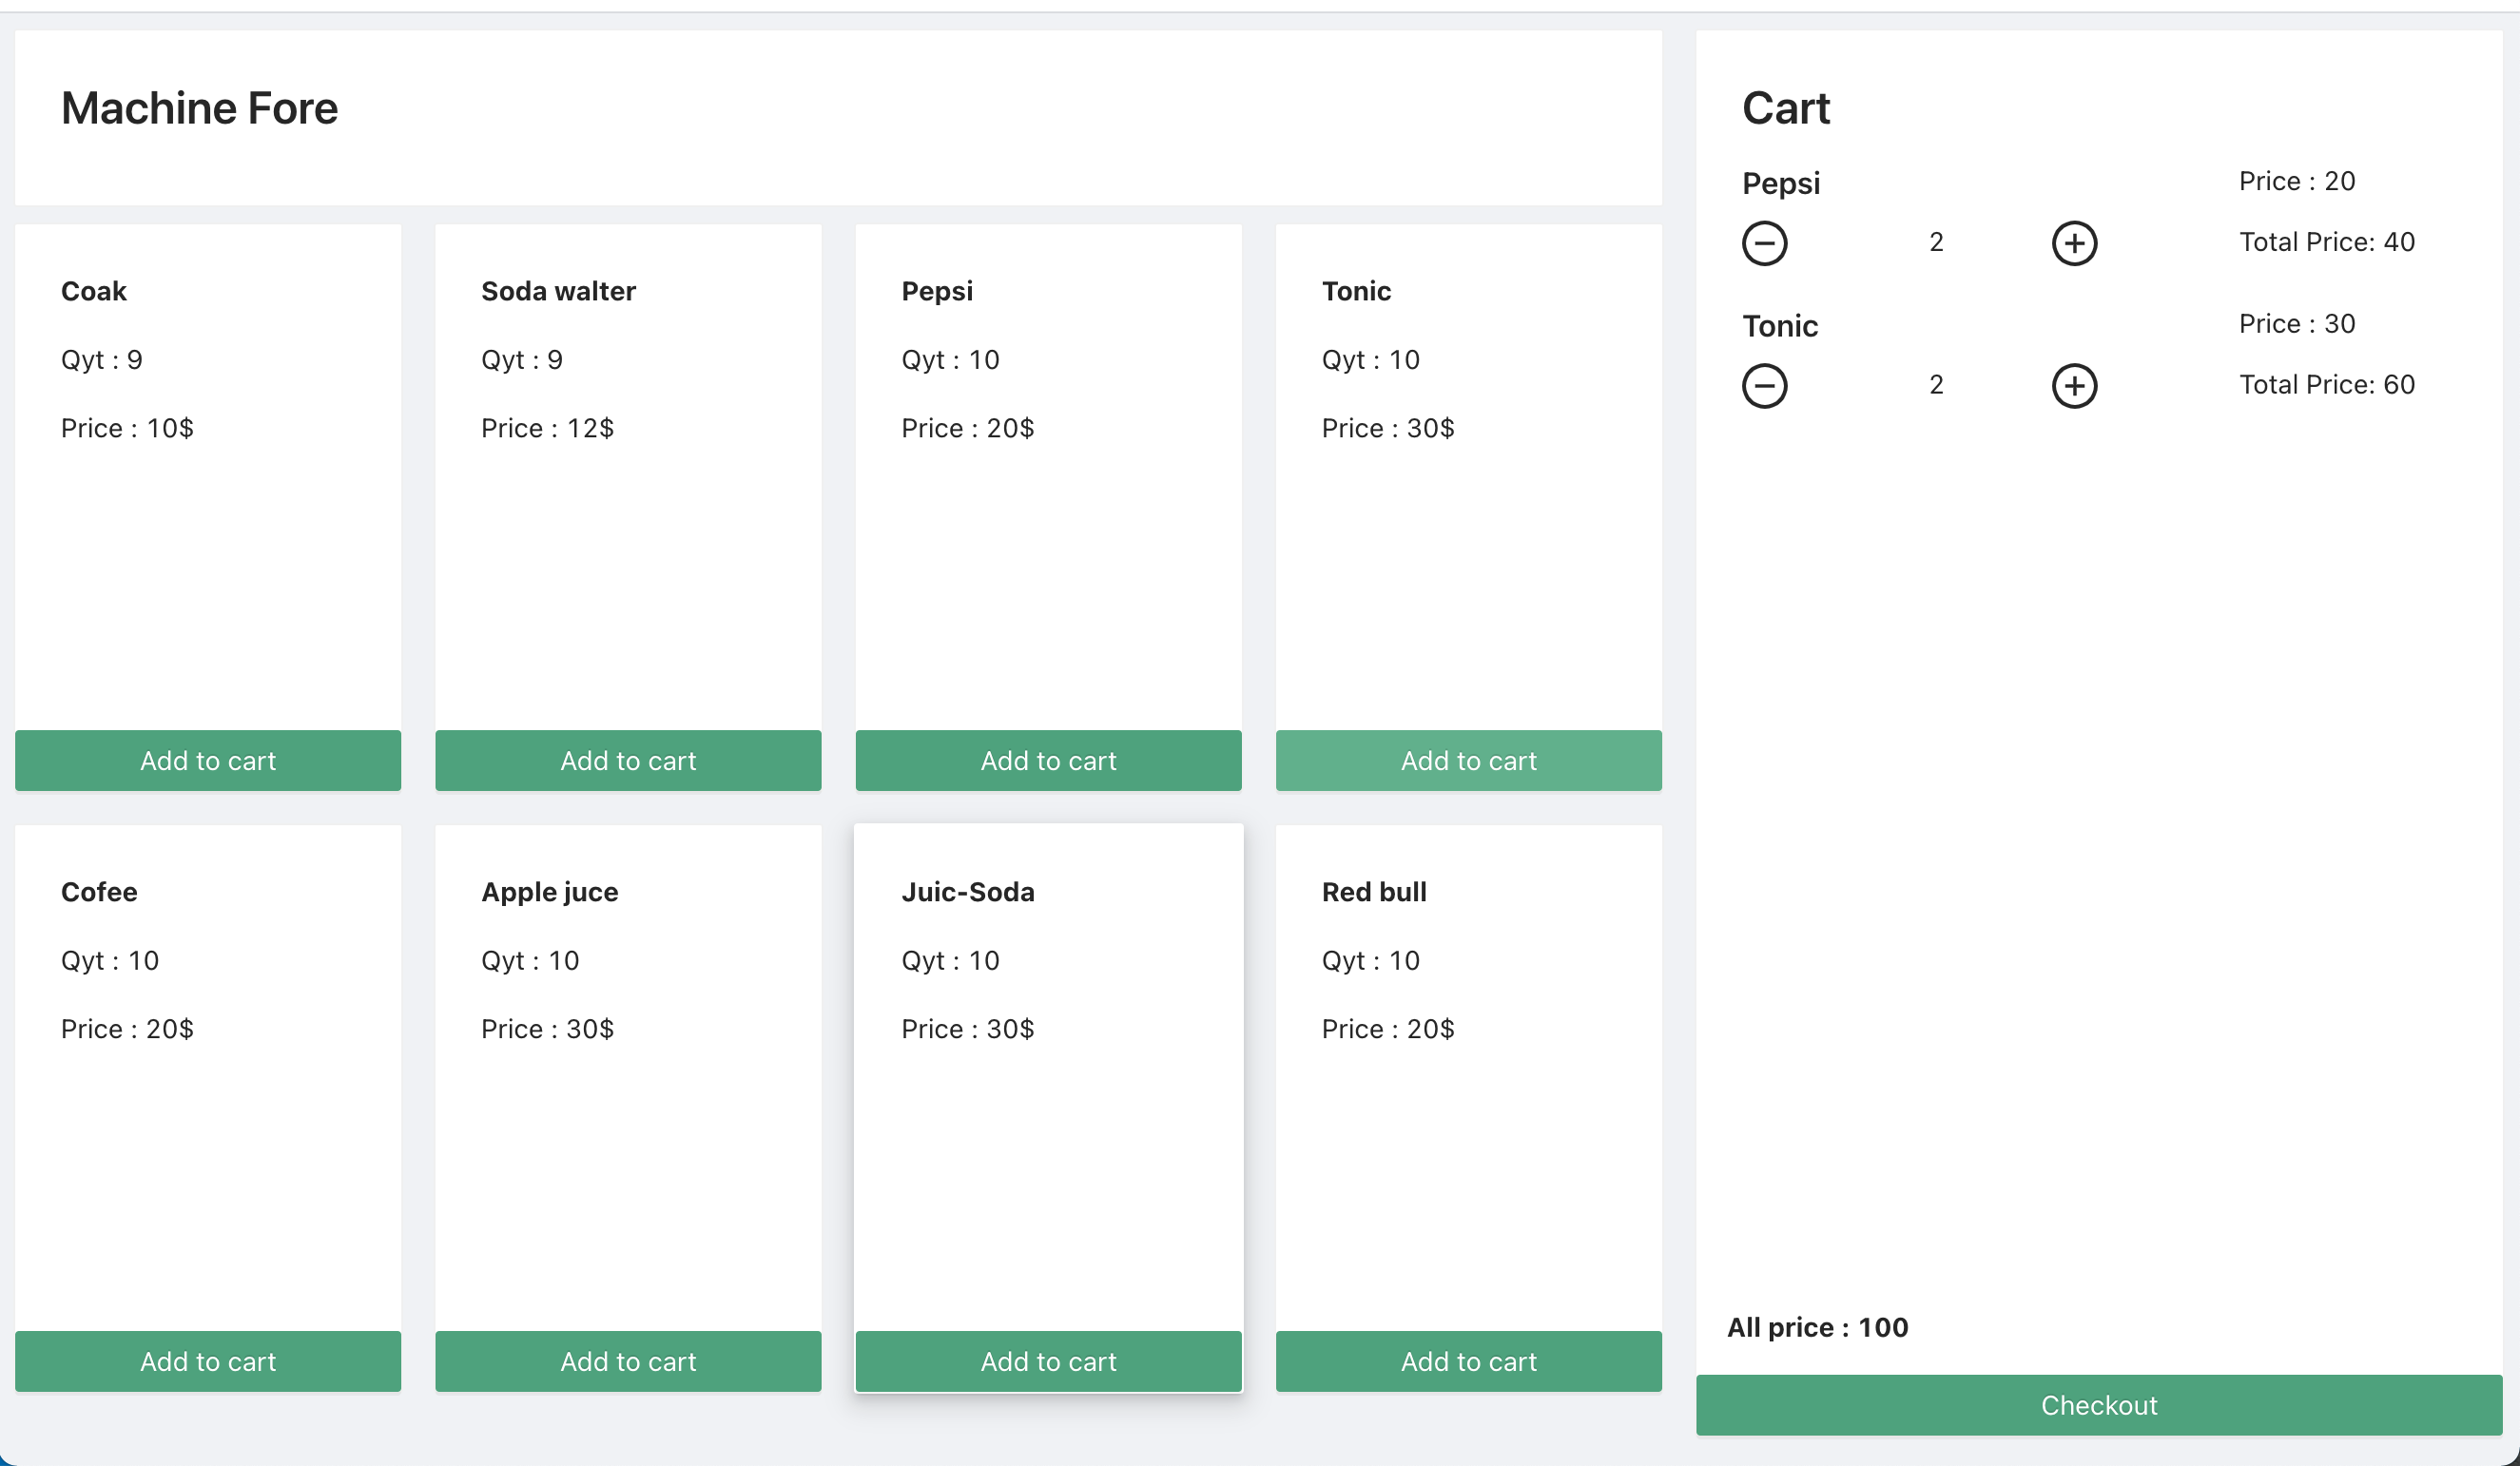 Machine Fore
Coak
Qyt : 9
Price : 10$
Add to cart
Soda walter
Qyt : 9
Price : 12$
Add to cart
Pepsi
Qyt : 10
Price : 20$
Add to cart
Tonic
Qyt : 10
Price : 30$
Add to cart
Cofee
Qyt : 10
Price : 20$
Add to cart
Apple juce
Qyt : 10
Price : 30$
Add to cart
Juic-Soda
Qyt : 10
Price : 30$
Add to cart
Red bull
Qyt : 10
Price : 20$
Add to cart
Cart
Pepsi Price : 20
2 Total Price: 40
Tonic Price : 30
2 Total Price: 60
All price : 100
Checkout